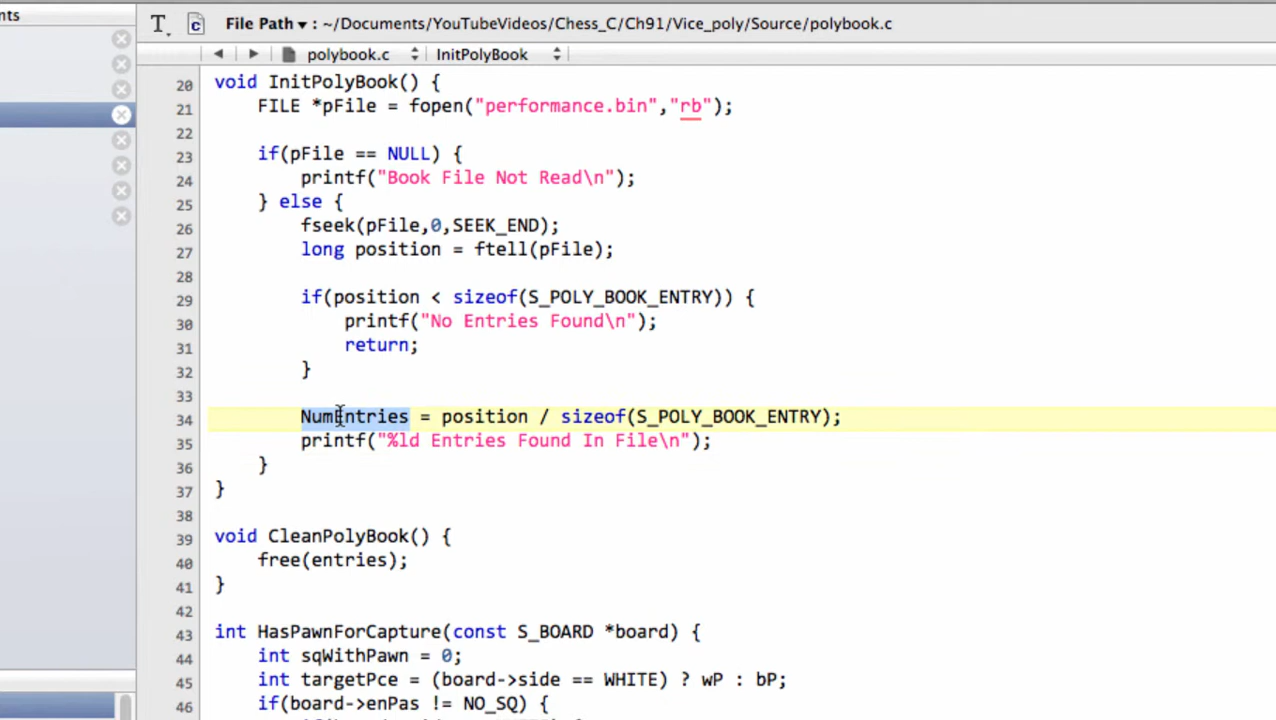 nts
T. c File Path ▾ : ~/Documents/YouTubeVideos/Chess_C/Ch91/Vice_poly/Source/polybook.c
◀ ▶ polybook.c InitPolyBook
20 void InitPolyBook() {
21     FILE *pFile = fopen("performance.bin","rb");
22
23     if(pFile == NULL) {
24         printf("Book File Not Read\n");
25     } else {
26         fseek(pFile,0,SEEK_END);
27         long position = ftell(pFile);
28
29         if(position < sizeof(S_POLY_BOOK_ENTRY)) {
30             printf("No Entries Found\n");
31             return;
32         }
33
34         NumEntries = position / sizeof(S_POLY_BOOK_ENTRY);
35         printf("%ld Entries Found In File\n");
36     }
37 }
38
39 void CleanPolyBook() {
40     free(entries);
41 }
42
43 int HasPawnForCapture(const S_BOARD *board) {
44     int sqWithPawn = 0;
45     int targetPce = (board->side == WHITE) ? wP : bP;
46     if(board->enPas != NO_SQ) {